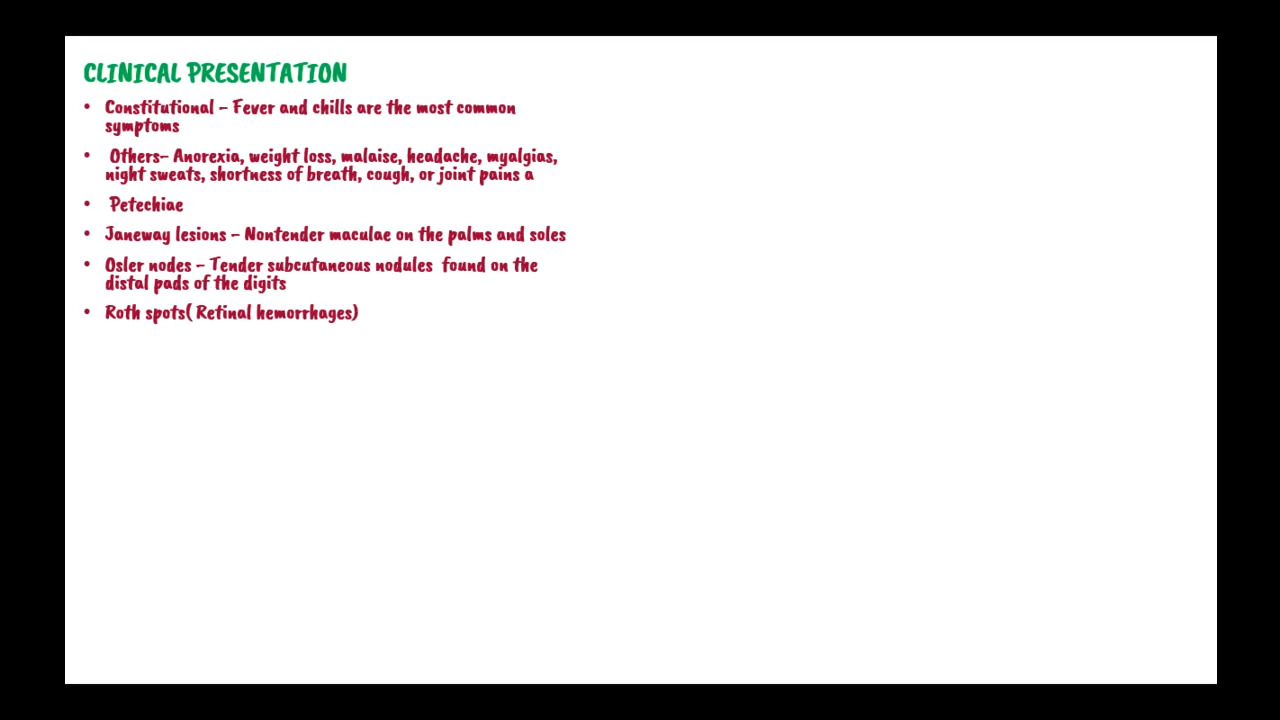 CLINICAL PRESENTATION
• Constitutional – Fever and chills are the most common
symptoms
• Others– Anorexia, weight loss, malaise, headache, myalgias,
night sweats, shortness of breath, cough, or joint pains a
• Petechiae
• Janeway lesions – Nontender maculae on the palms and soles
• Osler nodes – Tender subcutaneous nodules found on the
distal pads of the digits
• Roth spots( Retinal hemorrhages)